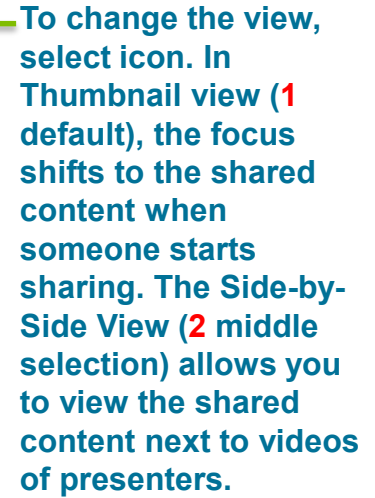 To change the view,
select icon. In
Thumbnail view (1
default), the focus
shifts to the shared
content when
someone starts
sharing. The Side-by-
Side View (2 middle
selection) allows you
to view the shared
content next to videos
of presenters.